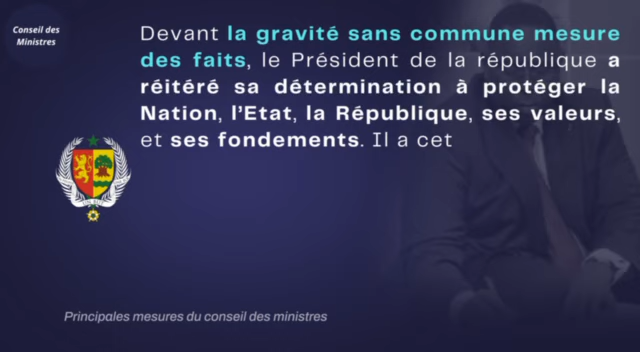 Conseil des
Ministres
Devant la gravité sans commune mesure
des faits, le Président de la république a
réitéré sa détermination à protéger la
Nation, l'Etat, la République, ses valeurs,
et ses fondements. Il a cet
Principales mesures du conseil des ministres